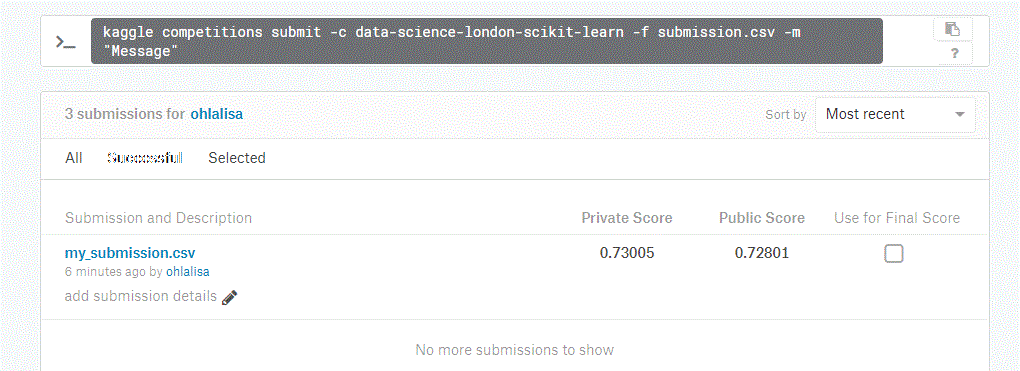 >_
kaggle competitions submit -c data-science-london-scikit-learn -f submission.csv -m
"Message"
?
3 submissions for ohlalisa
Sort by Most recent
All Successful Selected
Submission and Description Private Score Public Score Use for Final Score
my_submission.csv 0.73005 0.72801
6 minutes ago by ohlalisa
add submission details
No more submissions to show